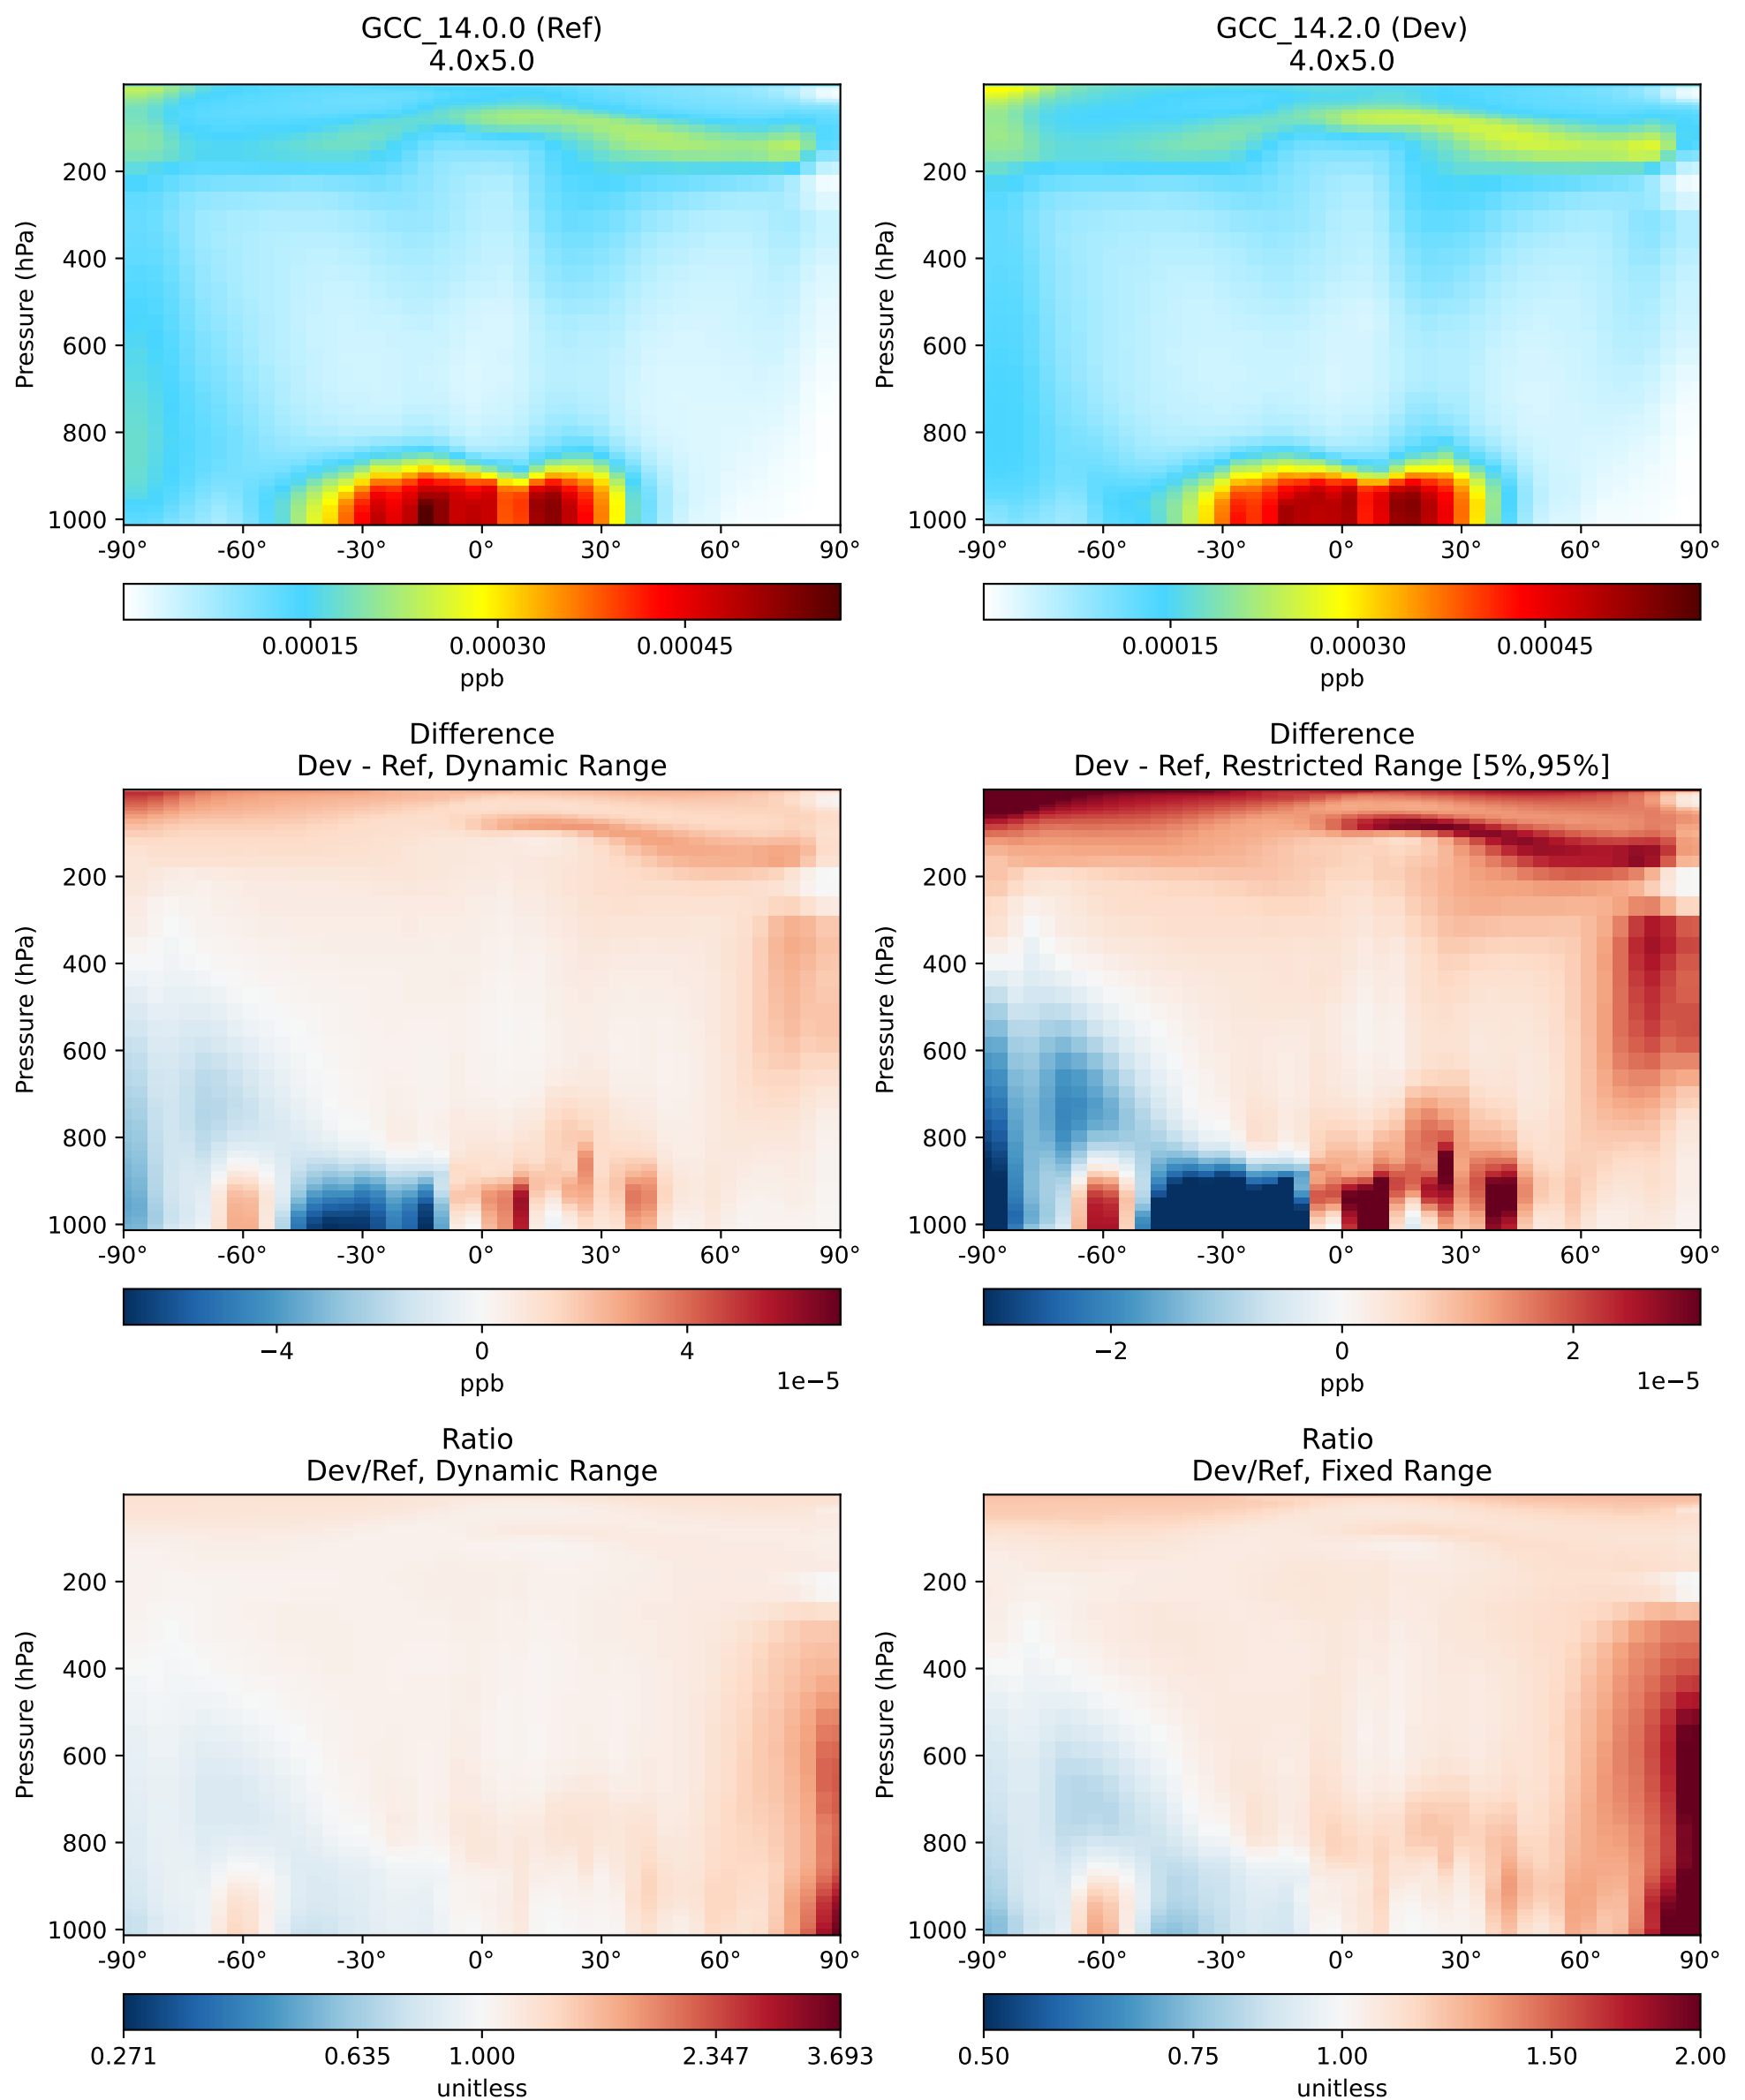 GCC_14.0.0 (Ref)
4.0x5.0
Pressure (hPa)
200
400
600
800
1000
-90° -60° -30° 0° 30° 60° 90°
0.00015 0.00030 0.00045
ppb
GCC_14.2.0 (Dev)
4.0x5.0
Pressure (hPa)
200
400
600
800
1000
-90° -60° -30° 0° 30° 60° 90°
0.00015 0.00030 0.00045
ppb
Difference
Dev - Ref, Dynamic Range
Pressure (hPa)
200
400
600
800
1000
-90° -60° -30° 0° 30° 60° 90°
−4 0 4
1e−5
ppb
Difference
Dev - Ref, Restricted Range [5%,95%]
Pressure (hPa)
200
400
600
800
1000
-90° -60° -30° 0° 30° 60° 90°
−2 0 2
1e−5
ppb
Ratio
Dev/Ref, Dynamic Range
Pressure (hPa)
200
400
600
800
1000
-90° -60° -30° 0° 30° 60° 90°
0.271 0.635 1.000 2.347 3.693
unitless
Ratio
Dev/Ref, Fixed Range
Pressure (hPa)
200
400
600
800
1000
-90° -60° -30° 0° 30° 60° 90°
0.50 0.75 1.00 1.50 2.00
unitless